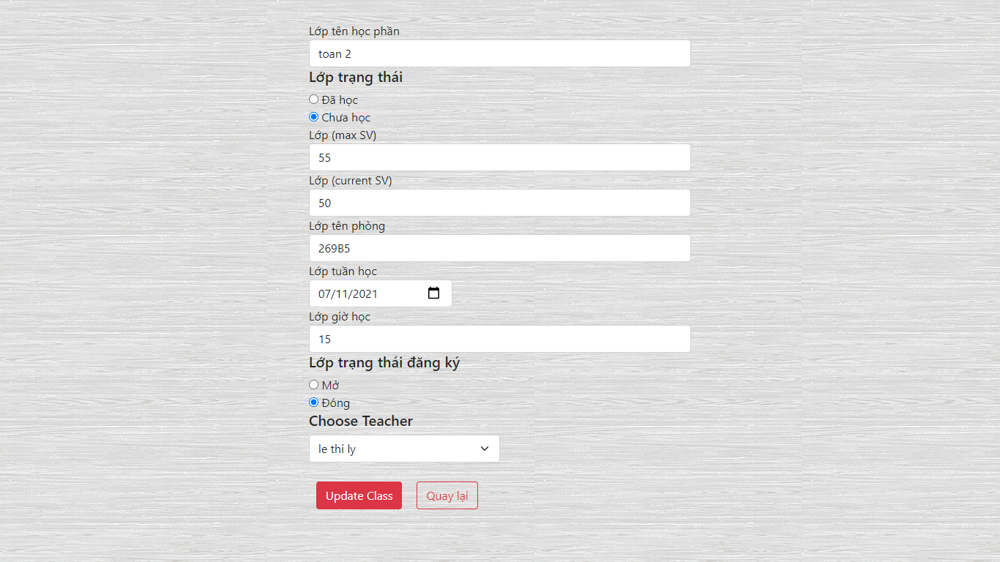 Lớp tên học phần
toan 2
Lớp trạng thái
Đã học
Chưa học
Lớp (max SV)
55
Lớp (current SV)
50
Lớp tên phòng
269B5
Lớp tuần học
07/11/2021
Lớp giờ học
15
Lớp trạng thái đăng ký
Mở
Đóng
Choose Teacher
le thi ly
Update Class Quay lại